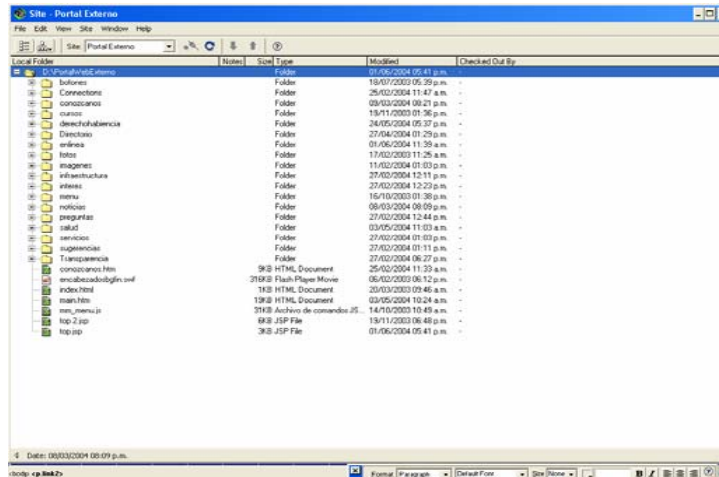 Site - Portal Externo
File Edit View Site Window Help
Site: Portal Externo
Local Folder Notes Size Type Modified Checked Out By
D:\PortalWebExterno Folder 01/06/2004 05:41 p.m. -
botones Folder 18/07/2003 05:39 p.m. -
Connections Folder 25/02/2004 11:47 a.m. -
conozcanos Folder 09/03/2004 08:21 p.m. -
cursos Folder 19/11/2003 01:36 p.m. -
derechohabiencia Folder 24/05/2004 05:37 p.m. -
Directorio Folder 27/04/2004 01:29 p.m. -
enlinea Folder 01/06/2004 11:39 a.m. -
fotos Folder 17/02/2003 11:25 a.m. -
imagenes Folder 11/02/2004 01:03 p.m. -
infraestructura Folder 27/02/2004 12:11 p.m. -
interes Folder 27/02/2004 12:23 p.m. -
menu Folder 16/10/2003 01:38 p.m. -
noticias Folder 08/03/2004 08:09 p.m. -
preguntas Folder 27/02/2004 12:44 p.m. -
salud Folder 03/05/2004 11:03 a.m. -
servicios Folder 27/02/2004 01:03 p.m. -
sugerencias Folder 27/02/2004 01:11 p.m. -
Transparencia Folder 27/02/2004 06:27 p.m. -
conozcanos.htm 9KB HTML Document 25/02/2004 11:33 a.m. -
encabezadosbgfin.swf 316KB Flash Player Movie 06/02/2003 06:12 p.m. -
index.html 1KB HTML Document 20/03/2003 09:46 a.m. -
main.htm 19KB HTML Document 03/05/2004 10:24 a.m. -
mm_menu.js 31KB Archivo de comandos JS... 14/10/2003 10:49 a.m. -
top 2.jsp 6KB JSP File 19/11/2003 06:48 p.m. -
top.jsp 3KB JSP File 01/06/2004 05:41 p.m. -
Date: 08/03/2004 08:09 p.m.
<body> <p.link2> Format Paragraph Default Font Size None B I